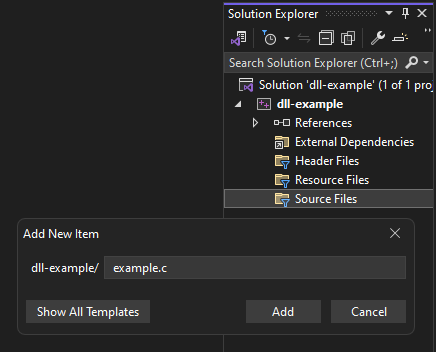 Solution Explorer
Search Solution Explorer (Ctrl+;)
Solution 'dll-example' (1 of 1 proj
dll-example
References
External Dependencies
Header Files
Resource Files
Source Files
Add New Item
dll-example/ example.c
Show All Templates Add Cancel